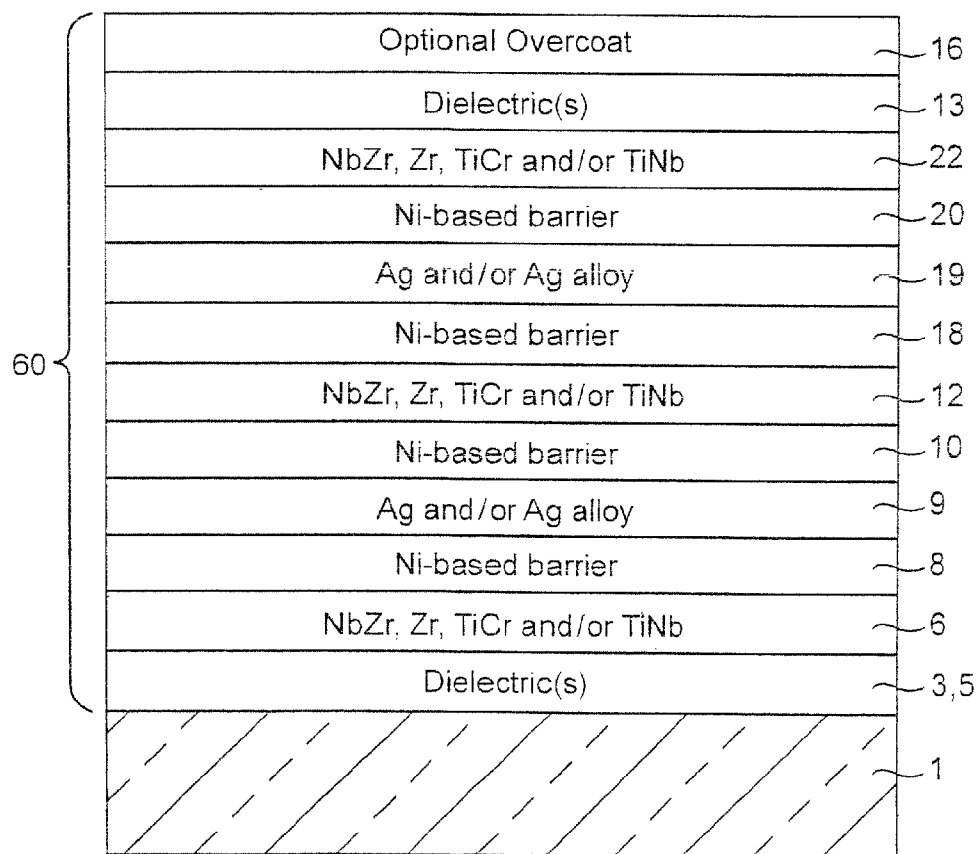 Optional Overcoat 16
Dielectric(s) 13
NbZr, Zr, TiCr and/or TiNb 22
Ni-based barrier 20
Ag and/or Ag alloy 19
Ni-based barrier 18
60
NbZr, Zr, TiCr and/or TiNb 12
Ni-based barrier 10
Ag and/or Ag alloy 9
Ni-based barrier 8
NbZr, Zr, TiCr and/or TiNb 6
Dielectric(s) 3,5
1